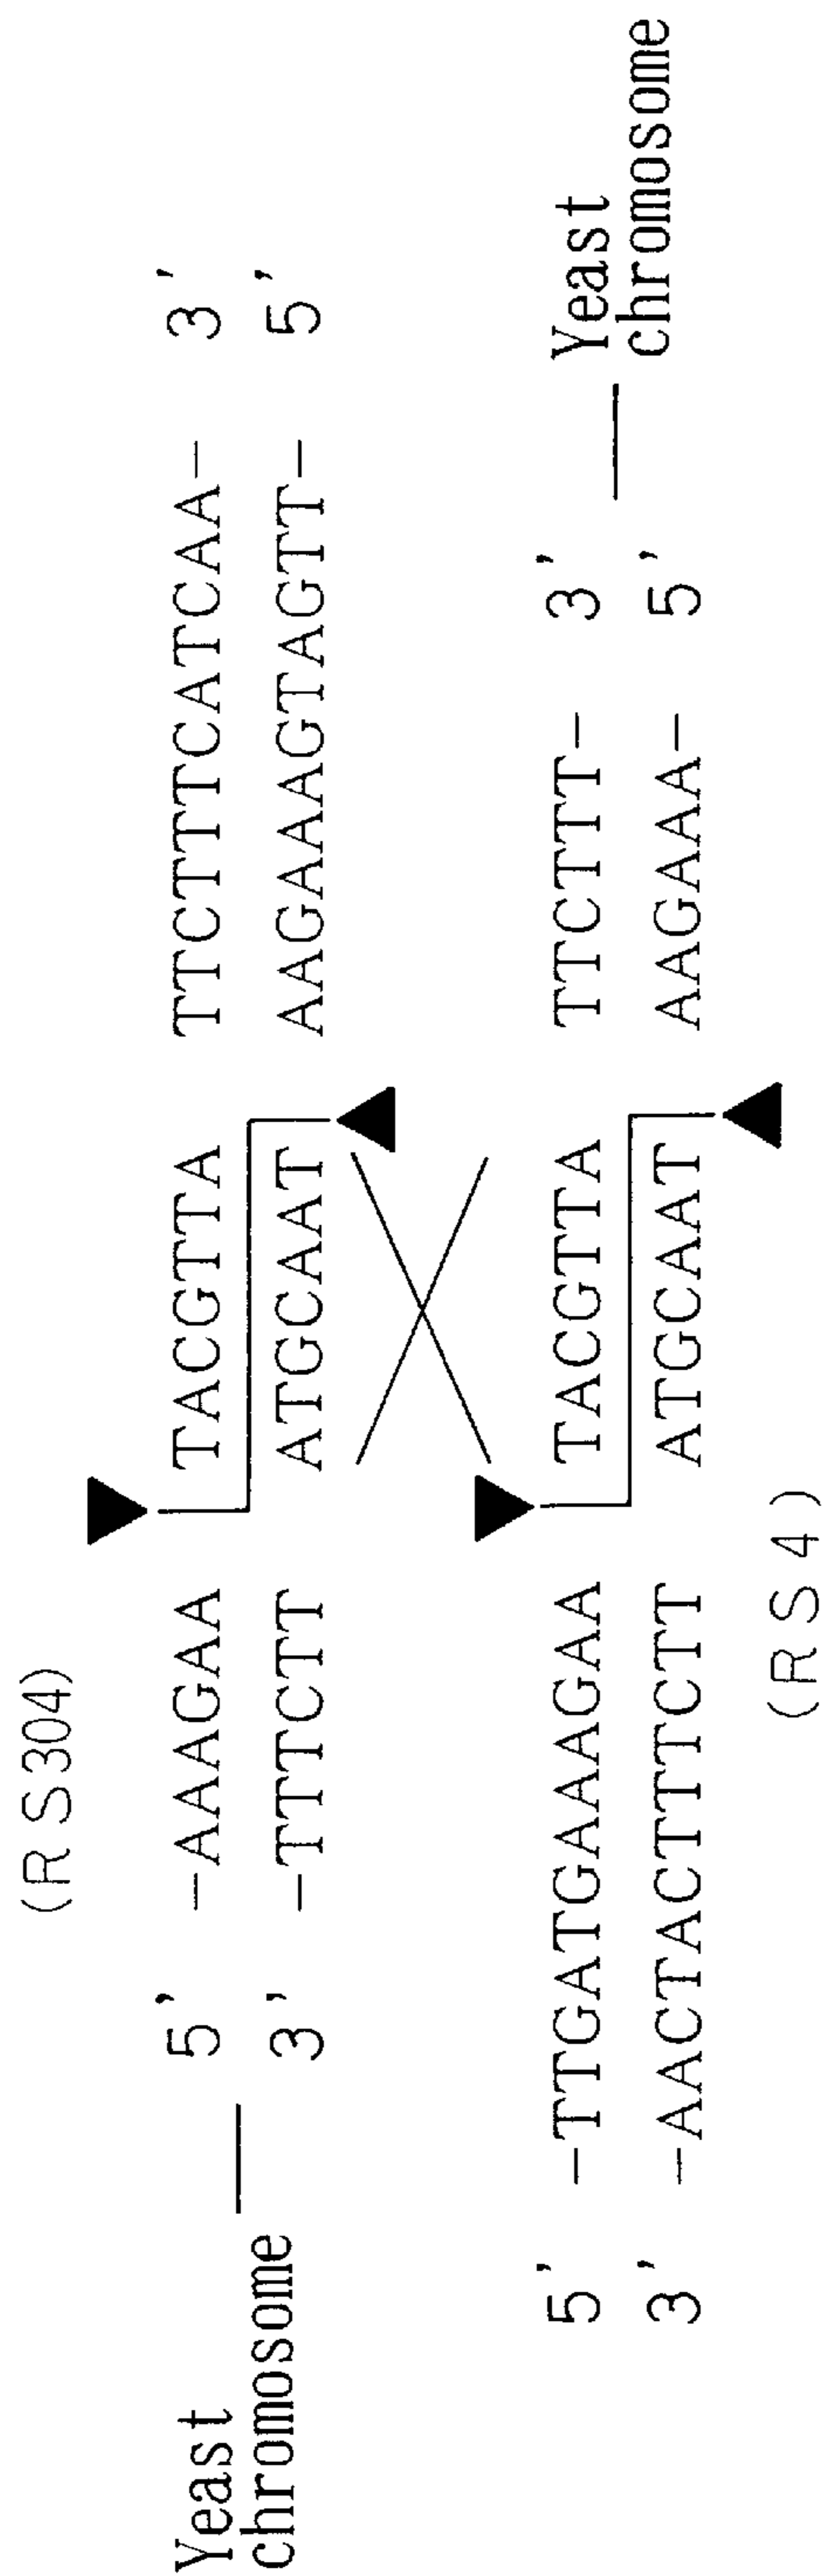 (RS304)
Yeast
chromosome
5' -AAAGAA TACGTTA TTCTTTCATCAA- 3'
3' -TTTCTT ATGCAAT AAGAAAGTAGTT- 5'
5' -TTGATGAAAGAA TACGTTA TTCTTT- 3'
3' -AACTACTTTCTT ATGCAAT AAGAAA- 5'
Yeast
chromosome
(RS4)